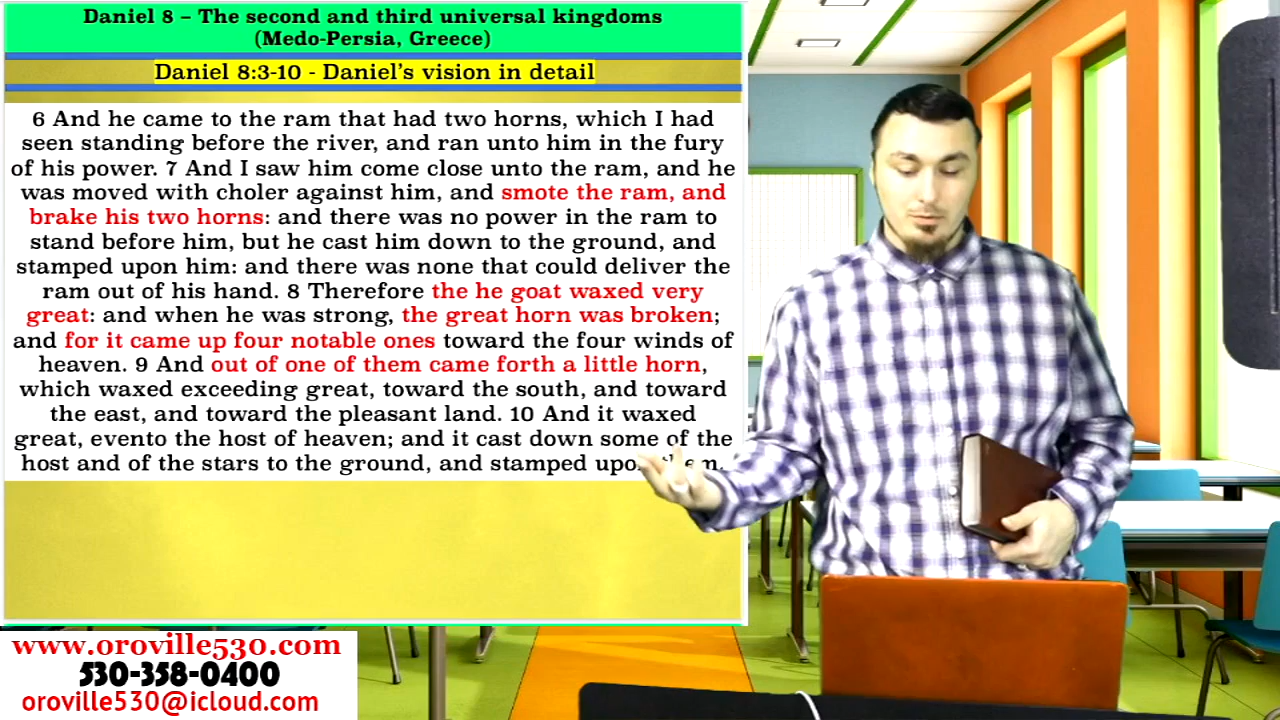 Daniel 8 – The second and third universal kingdoms
(Medo-Persia, Greece)
Daniel 8:3-10 - Daniel's vision in detail
6 And he came to the ram that had two horns, which I had
seen standing before the river, and ran unto him in the fury
of his power. 7 And I saw him come close unto the ram, and he
was moved with choler against him, and smote the ram, and
brake his two horns: and there was no power in the ram to
stand before him, but he cast him down to the ground, and
stamped upon him: and there was none that could deliver the
ram out of his hand. 8 Therefore the he goat waxed very
great: and when he was strong, the great horn was broken;
and for it came up four notable ones toward the four winds of
heaven. 9 And out of one of them came forth a little horn,
which waxed exceeding great, toward the south, and toward
the east, and toward the pleasant land. 10 And it waxed
great, evento the host of heaven; and it cast down some of the
host and of the stars to the ground, and stamped upon them.
www.oroville530.com
530-358-0400
oroville530@icloud.com